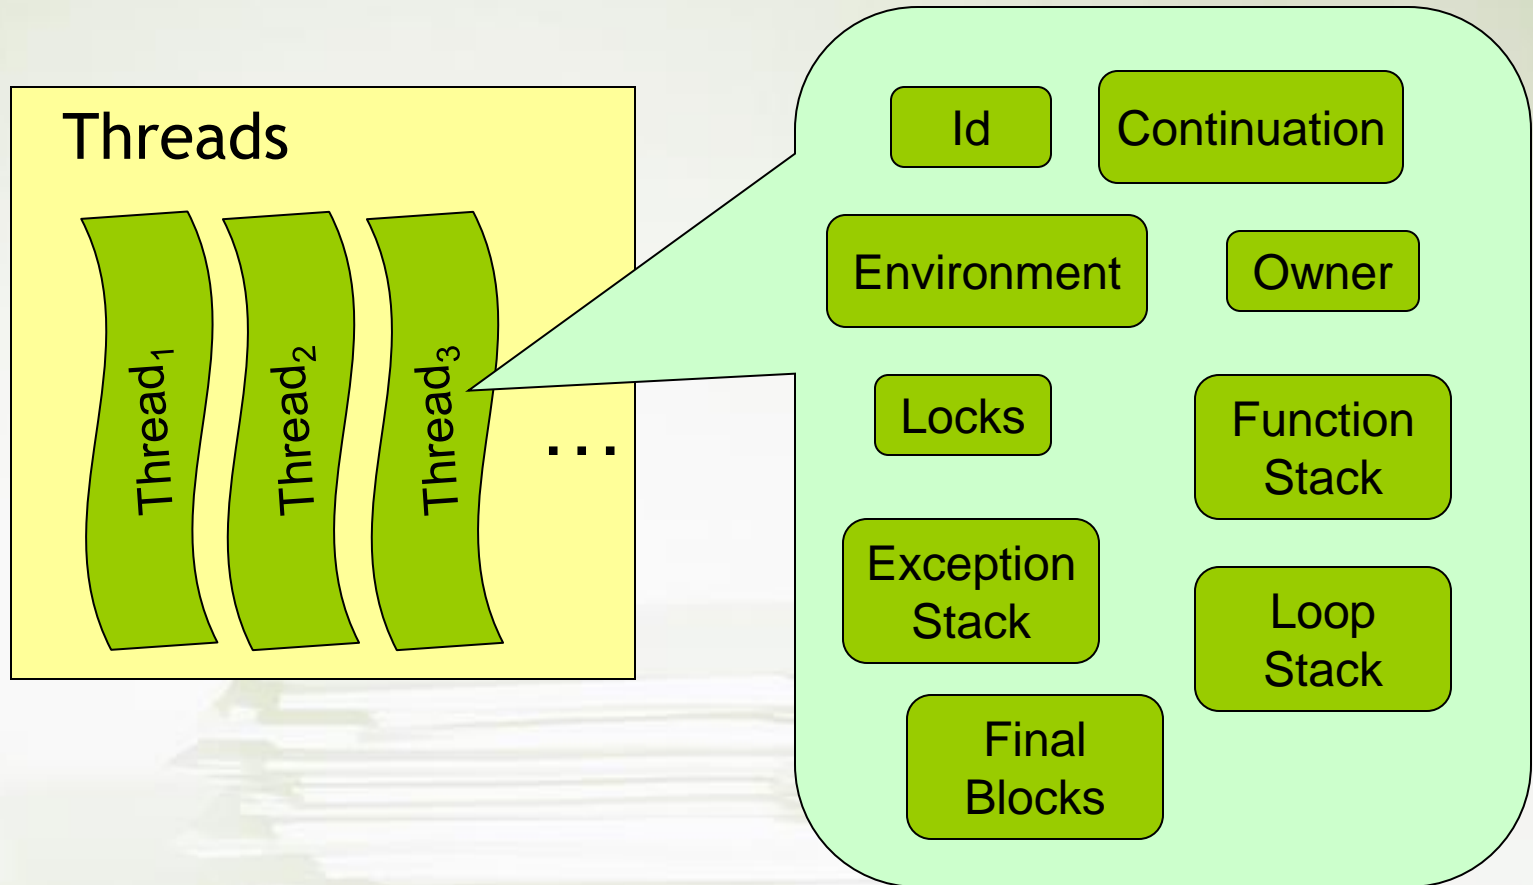 Threads
Thread₁
Thread₂
Thread₃
...
Id
Continuation
Environment
Owner
Locks
Function
Stack
Exception
Stack
Loop
Stack
Final
Blocks